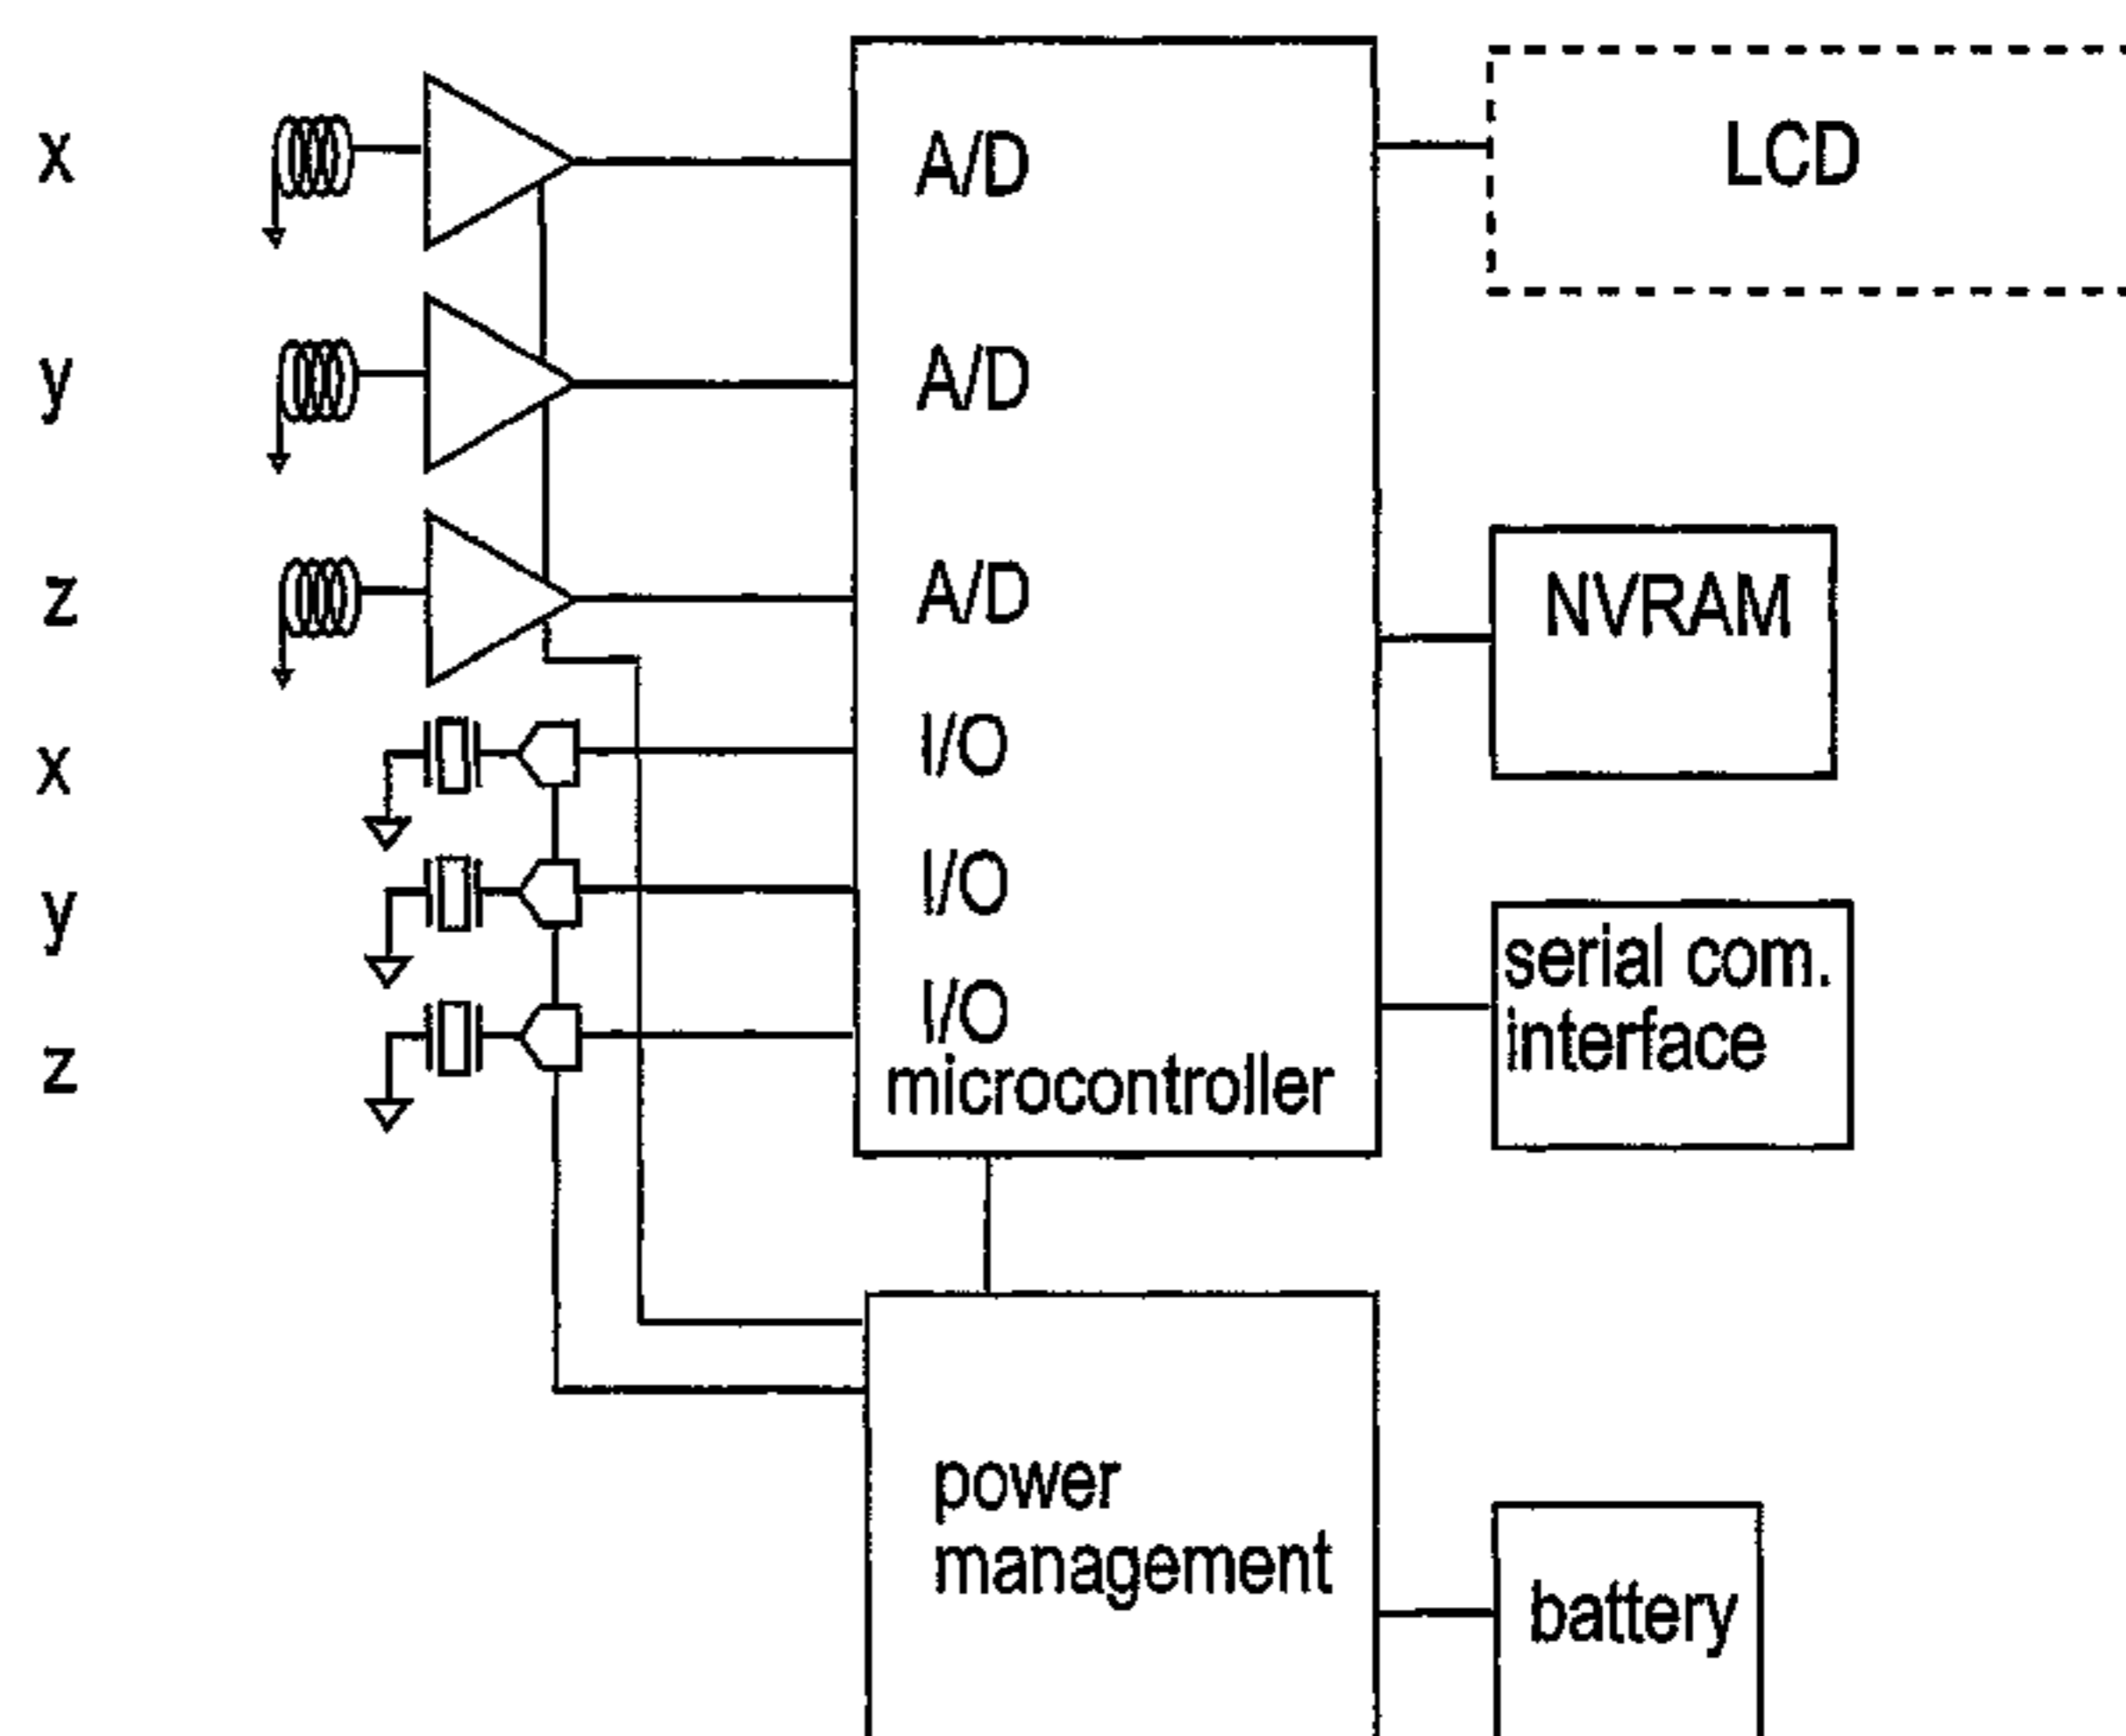 x
A/D
LCD
y
A/D
z
A/D
NVRAM
x
I/O
y
I/O
serial com.
interface
z
I/O
microcontroller
power
management
battery